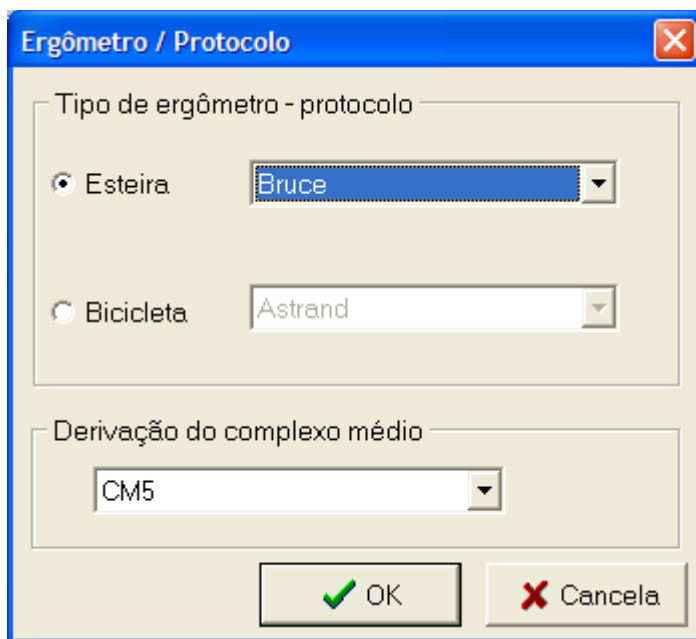 Ergômetro / Protocolo
Tipo de ergômetro - protocolo
Esteira Bruce
Bicicleta Astrand
Derivação do complexo médio
CM5
OK Cancela